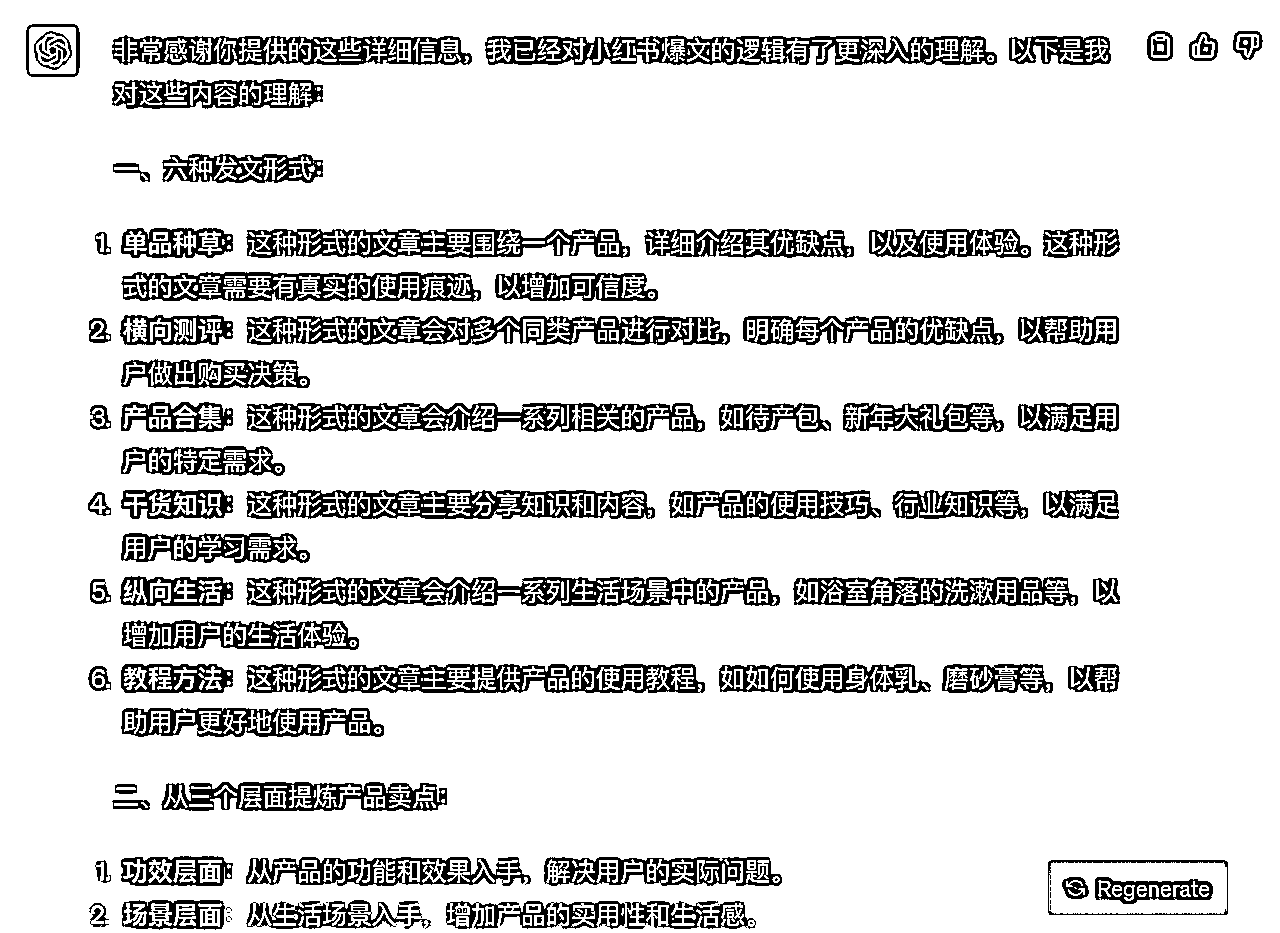 非常感谢你提供的这些详细信息，我已经对小红书爆文的逻辑有了更深入的理解。以下是我
对这些内容的理解：
一、六种发文形式：
1. 单品种草：这种形式的文章主要围绕一个产品，详细介绍其优缺点，以及使用体验。这种形
式的文章需要有真实的使用痕迹，以增加可信度。
2. 横向测评：这种形式的文章会对多个同类产品进行对比，明确每个产品的优缺点，以帮助用
户做出购买决策。
3. 产品合集：这种形式的文章会介绍一系列相关的产品，如待产包、新年大礼包等，以满足用
户的特定需求。
4. 干货知识：这种形式的文章主要分享知识和内容，如产品的使用技巧、行业知识等，以满足
用户的学习需求。
5. 纵向生活：这种形式的文章会介绍一系列生活场景中的产品，如浴室角落的洗漱用品等，以
增加用户的生活体验。
6. 教程方法：这种形式的文章主要提供产品的使用教程，如如何使用身体乳、磨砂膏等，以帮
助用户更好地使用产品。
二、从三个层面提炼产品卖点：
1. 功效层面：从产品的功能和效果入手，解决用户的实际问题。
2. 场景层面：从生活场景入手，增加产品的实用性和生活感。
Regenerate